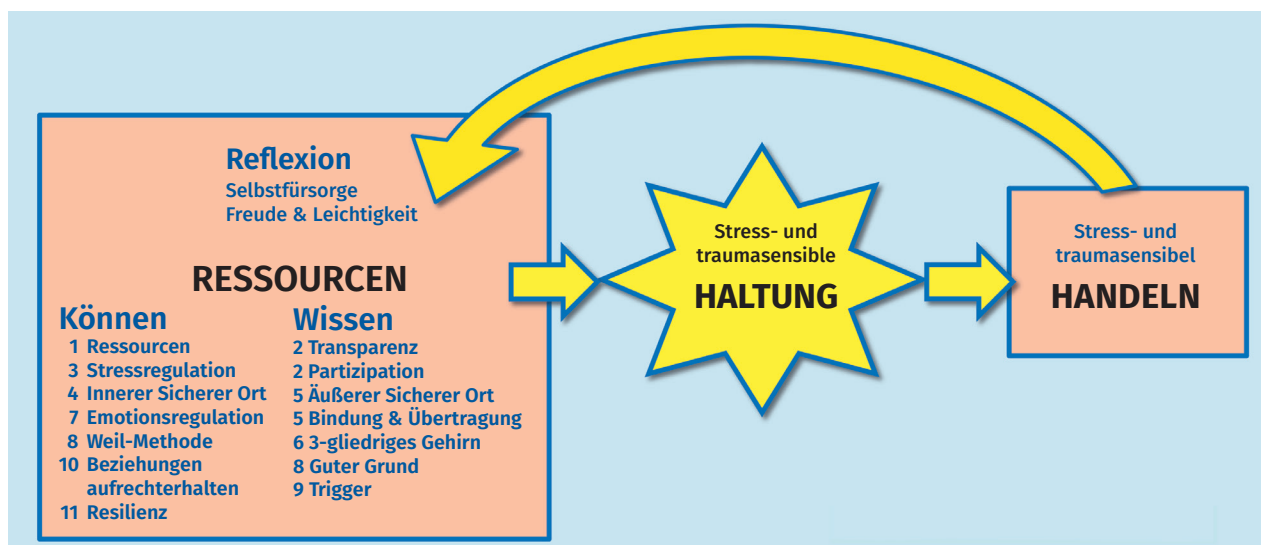 Reflexion
Selbstfürsorge
Freude & Leichtigkeit
RESSOURCEN
Können
1 Ressourcen
3 Stressregulation
4 Innerer Sicherer Ort
7 Emotionsregulation
8 Weil-Methode
10 Beziehungen
aufrechterhalten
11 Resilienz
Wissen
2 Transparenz
2 Partizipation
5 Äußerer Sicherer Ort
5 Bindung & Übertragung
6 3-gliedriges Gehirn
8 Guter Grund
9 Trigger
Stress- und
traumasensible
HALTUNG
Stress- und
traumasensibel
HANDELN